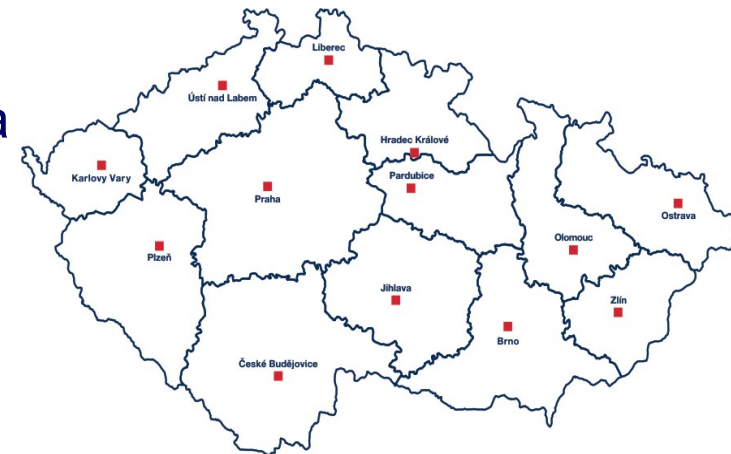 a
Liberec
Ústí nad Labem
Hradec Králové
Karlovy Vary
Pardubice
Praha
Ostrava
Olomouc
Plzeň
Jihlava
Zlín
Brno
České Budějovice